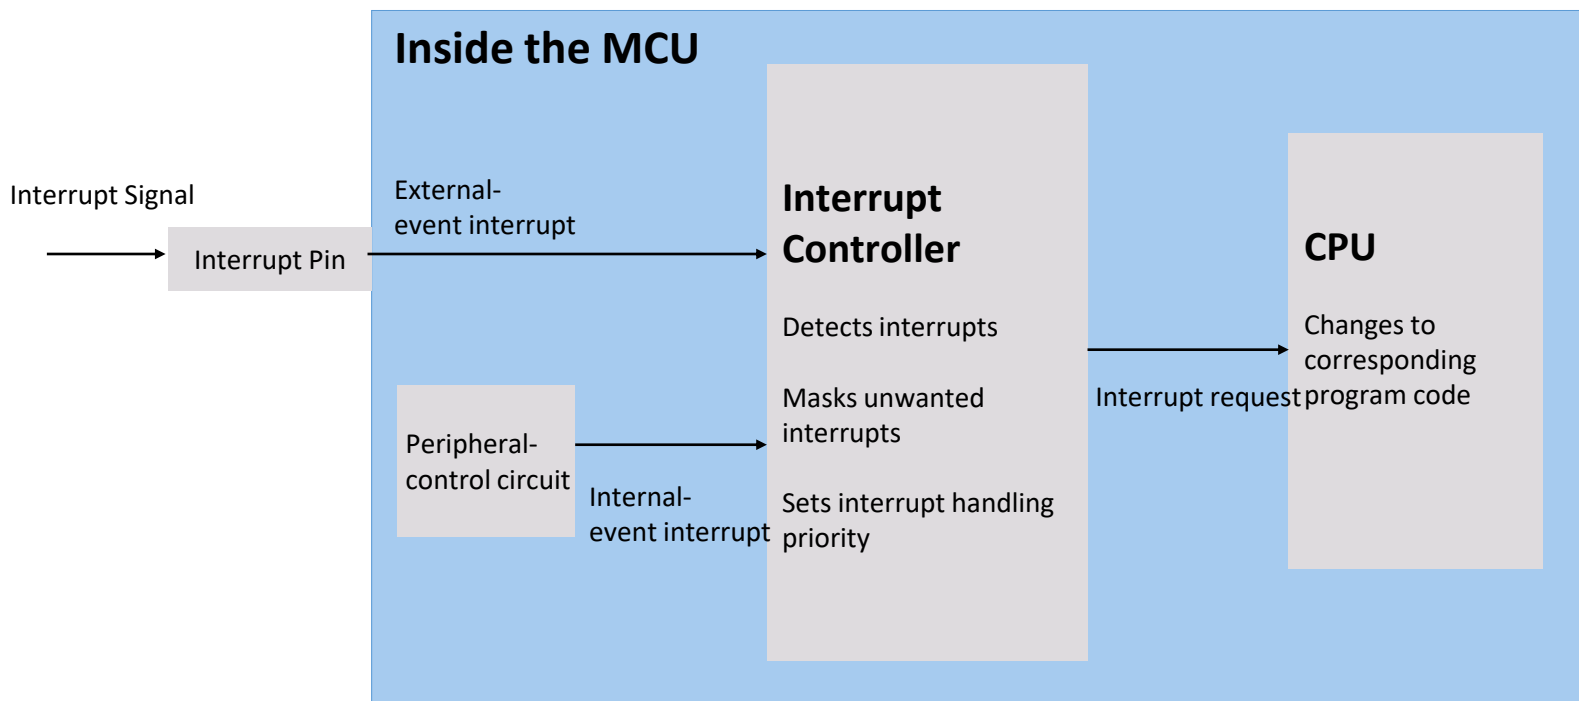 Inside the MCU
Interrupt Signal
Interrupt Pin
External-
event interrupt
Peripheral-
control circuit
Internal-
event interrupt
Interrupt
Controller
Detects interrupts
Masks unwanted
interrupts
Sets interrupt handling
priority
Interrupt request
CPU
Changes to
corresponding
program code